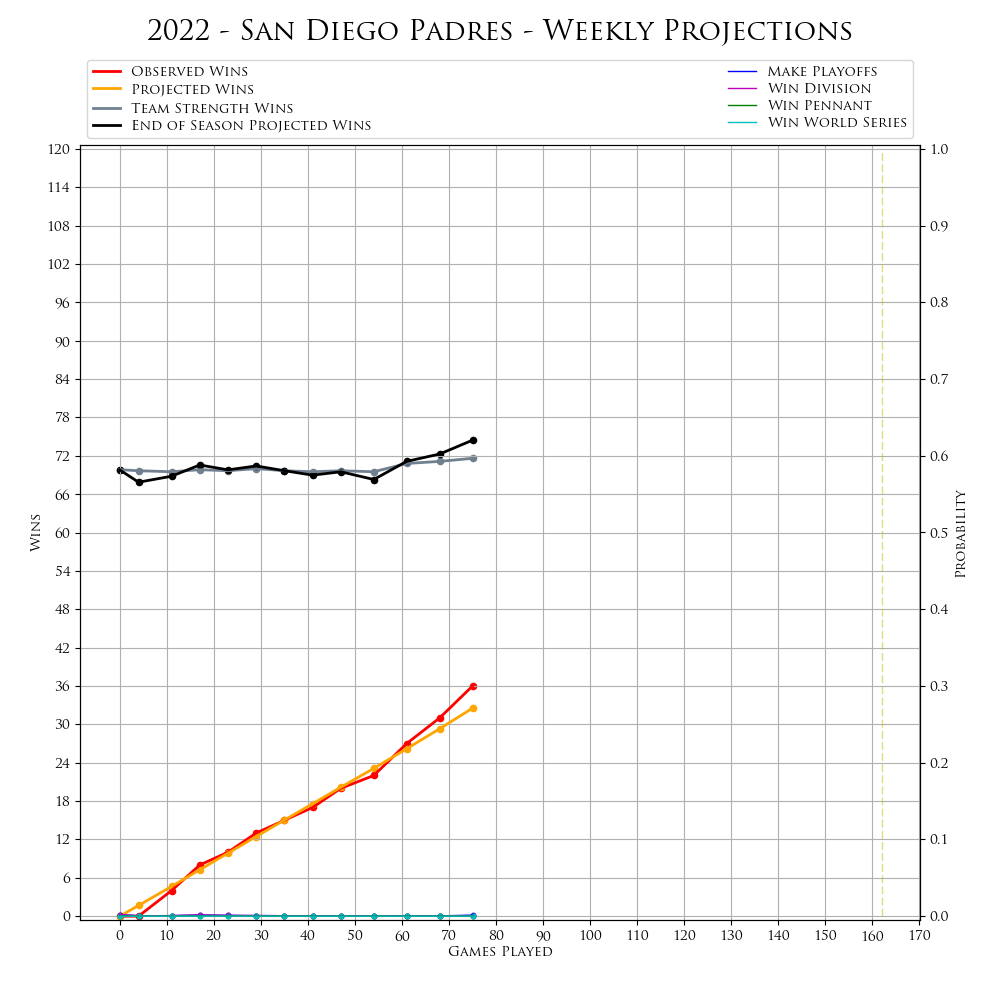 2022 - San Diego Padres - Weekly Projections
Observed Wins
Projected Wins
Team Strength Wins
End of Season Projected Wins
Make Playoffs
Win Division
Win Pennant
Win World Series
120
114
108
102
96
90
84
78
72
66
60
54
48
42
36
30
24
18
12
6
0
Wins
1.0
0.9
0.8
0.7
0.6
0.5
0.4
0.3
0.2
0.1
0.0
Probability
0 10 20 30 40 50 60 70 80 90 100 110 120 130 140 150 160 170
Games Played